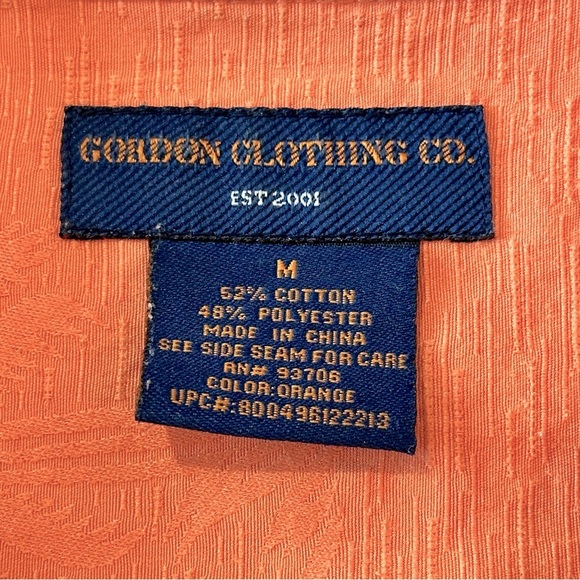 GORDON CLOTHING CO.
EST 2001
M
52% COTTON
48% POLYESTER
MADE IN CHINA
SEE SIDE SEAM FOR CARE
RN# 93706
COLOR:ORANGE
UPC#:800496122213